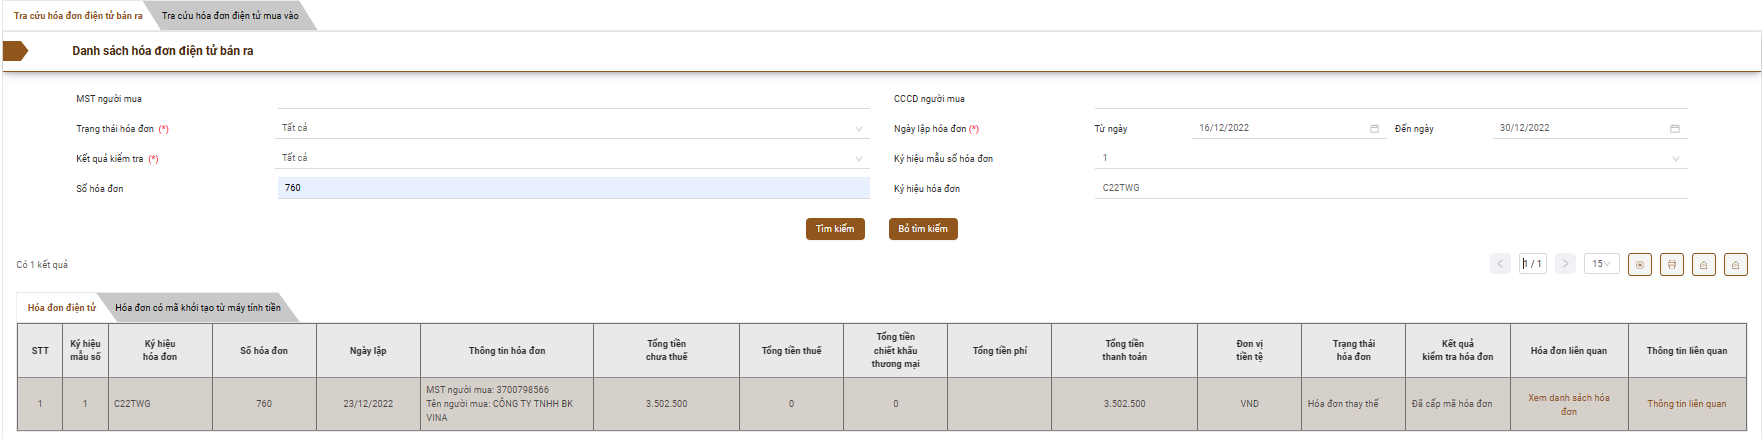 Tra cứu hóa đơn điện tử bán ra
Tra cứu hóa đơn điện tử mua vào
Danh sách hóa đơn điện tử bán ra
MST người mua
CCCD người mua
Trạng thái hóa đơn (*)
Tất cả
Ngày lập hóa đơn (*)
Từ ngày
16/12/2022
Đến ngày
30/12/2022
Kết quả kiểm tra (*)
Tất cả
Ký hiệu mẫu số hóa đơn
1
Số hóa đơn
760
Ký hiệu hóa đơn
C22TWG
Tìm kiếm
Bỏ tìm kiếm
Có 1 kết quả
1 / 1
15
Hóa đơn điện tử
Hóa đơn có mã khởi tạo từ máy tính tiền
STT
Ký hiệu
mẫu số
Ký hiệu
hóa đơn
Số hóa đơn
Ngày lập
Thông tin hóa đơn
Tổng tiền
chưa thuế
Tổng tiền thuế
Tổng tiền
chiết khấu
thương mại
Tổng tiền phí
Tổng tiền
thanh toán
Đơn vị
tiền tệ
Trạng thái
hóa đơn
Kết quả
kiểm tra hóa đơn
Hóa đơn liên quan
Thông tin liên quan
1
1
C22TWG
760
23/12/2022
MST người mua: 3700798566
Tên người mua: CÔNG TY TNHH BK
VINA
3.502.500
0
0
3.502.500
VND
Hóa đơn thay thế
Đã cấp mã hóa đơn
Xem danh sách hóa
đơn
Thông tin liên quan